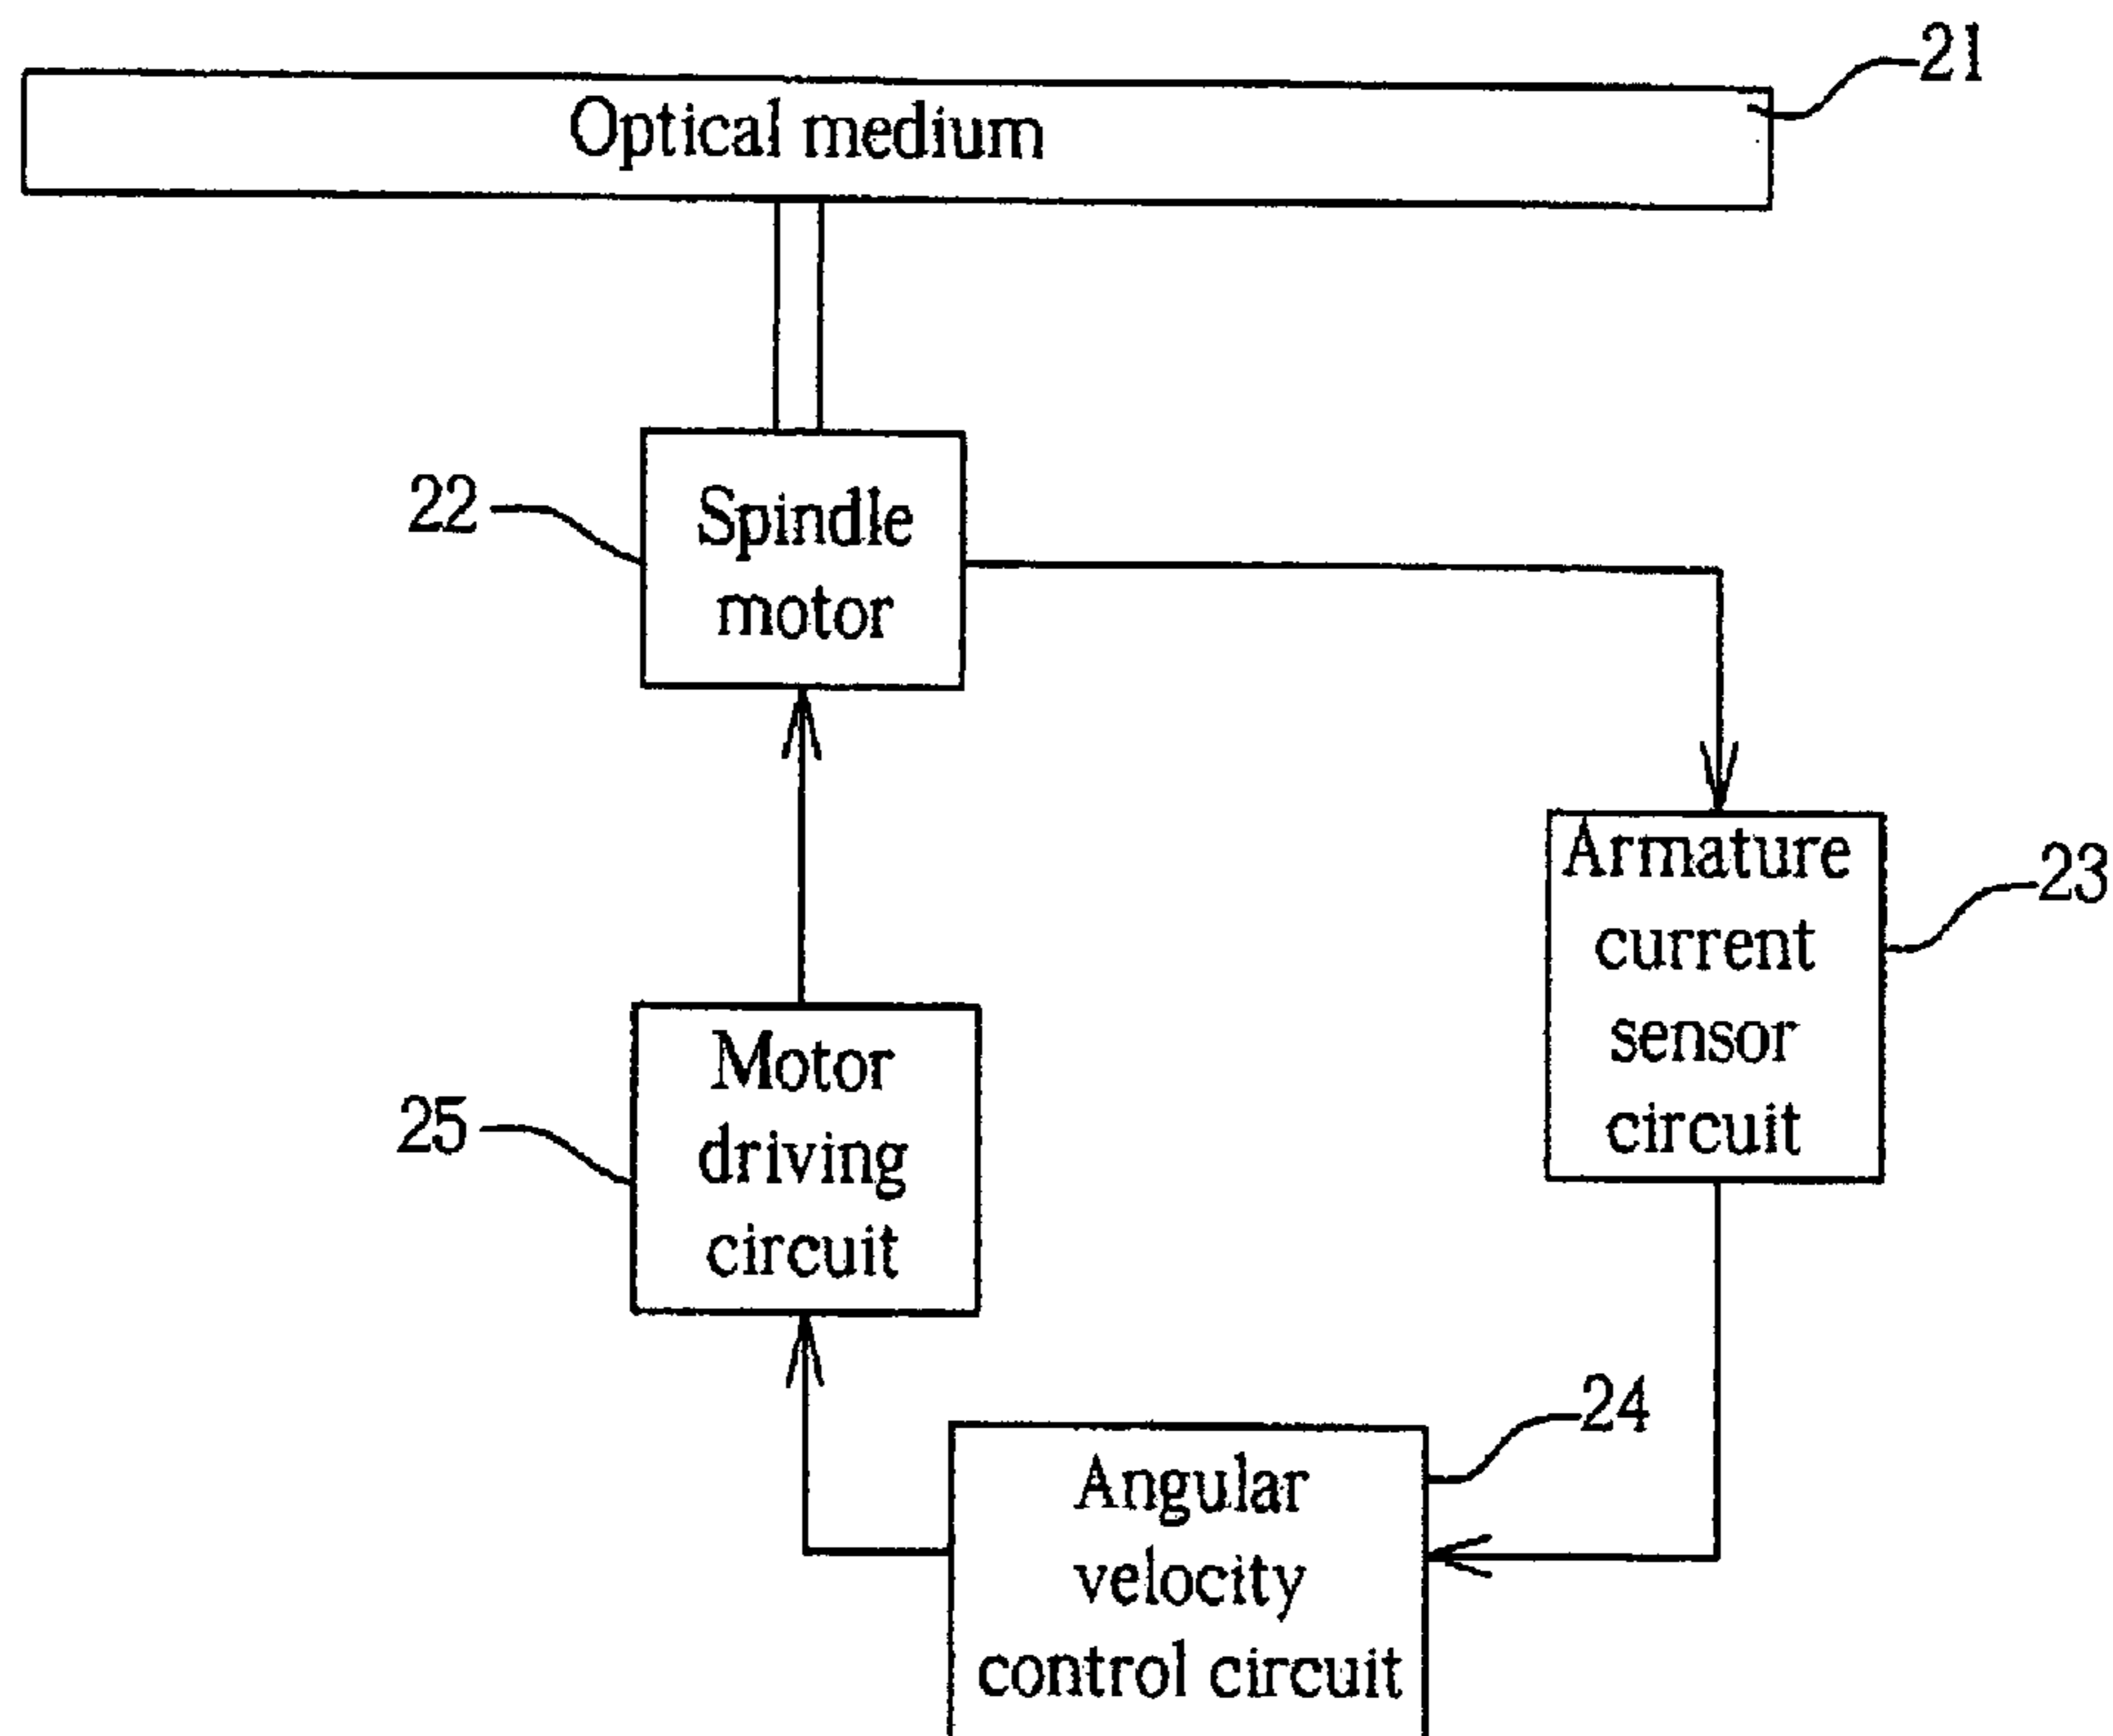 21
Optical medium
22
Spindle
motor
Armature
current
sensor
circuit
23
Motor
driving
circuit
25
24
Angular
velocity
control circuit